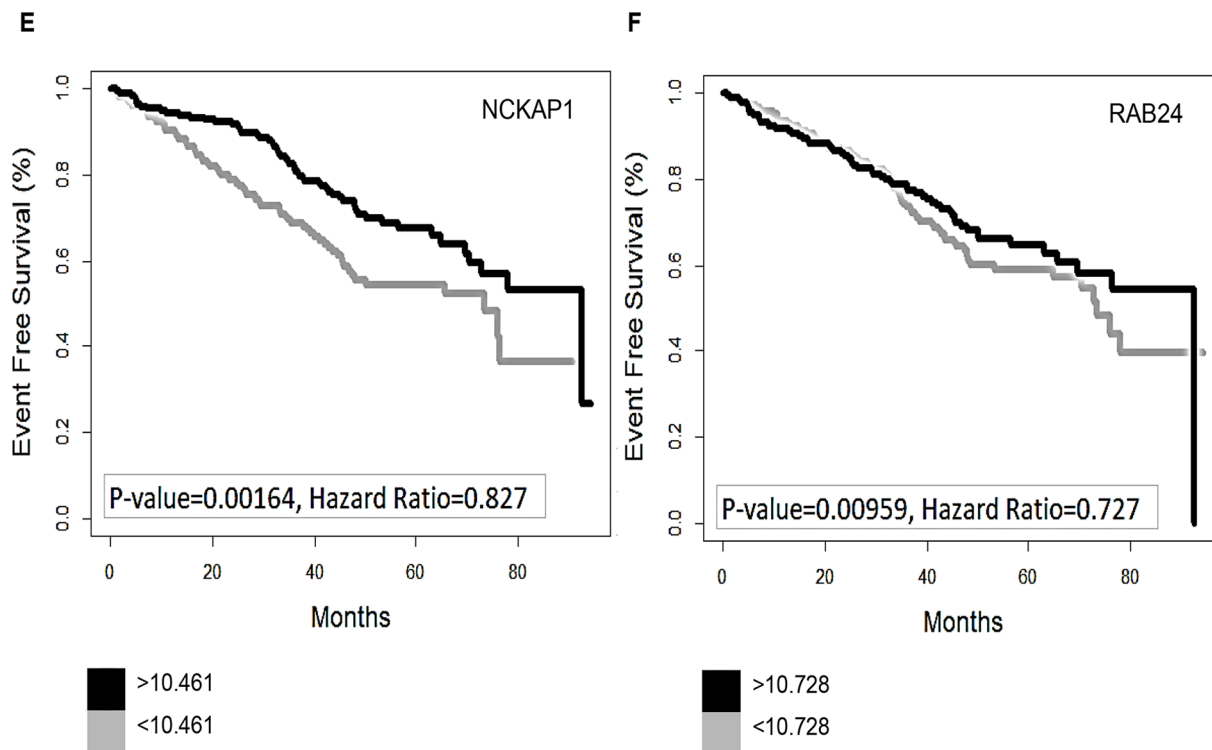 E
NCKAP1
Event Free Survival (%)
1.0
0.8
0.6
0.4
0.2
0.0
P-value=0.00164, Hazard Ratio=0.827
0 20 40 60 80
Months
>10.461
<10.461
F
RAB24
Event Free Survival (%)
1.0
0.8
0.6
0.4
0.2
0.0
P-value=0.00959, Hazard Ratio=0.727
0 20 40 60 80
Months
>10.728
<10.728